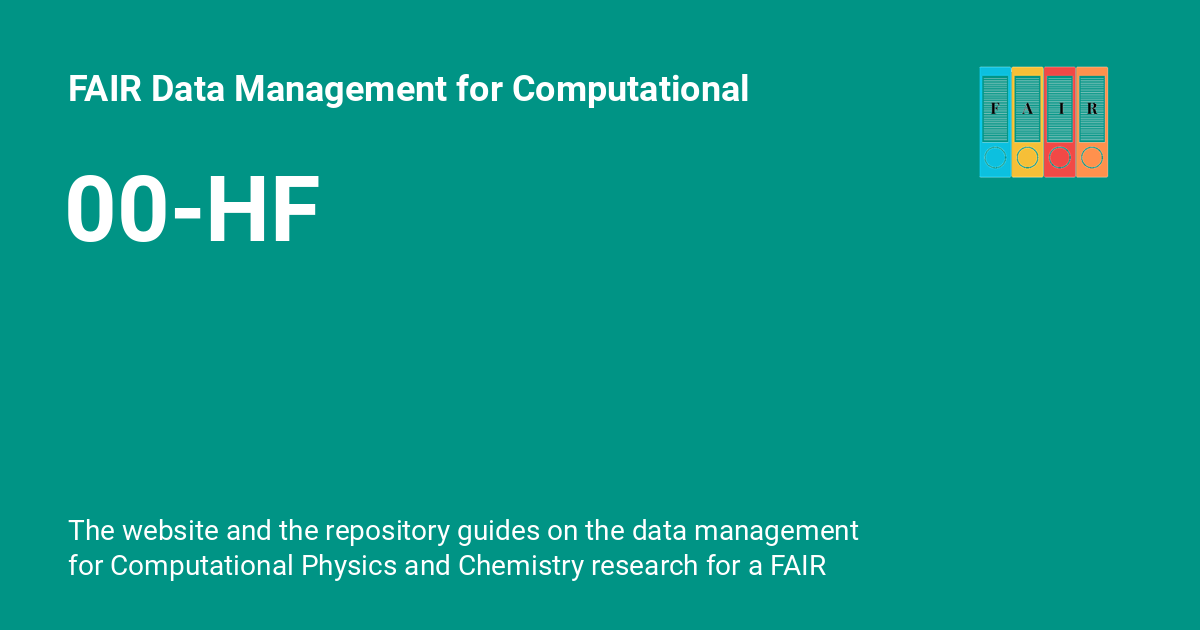 FAIR Data Management for Computational
F A I R
00-HF
The website and the repository guides on the data management
for Computational Physics and Chemistry research for a FAIR